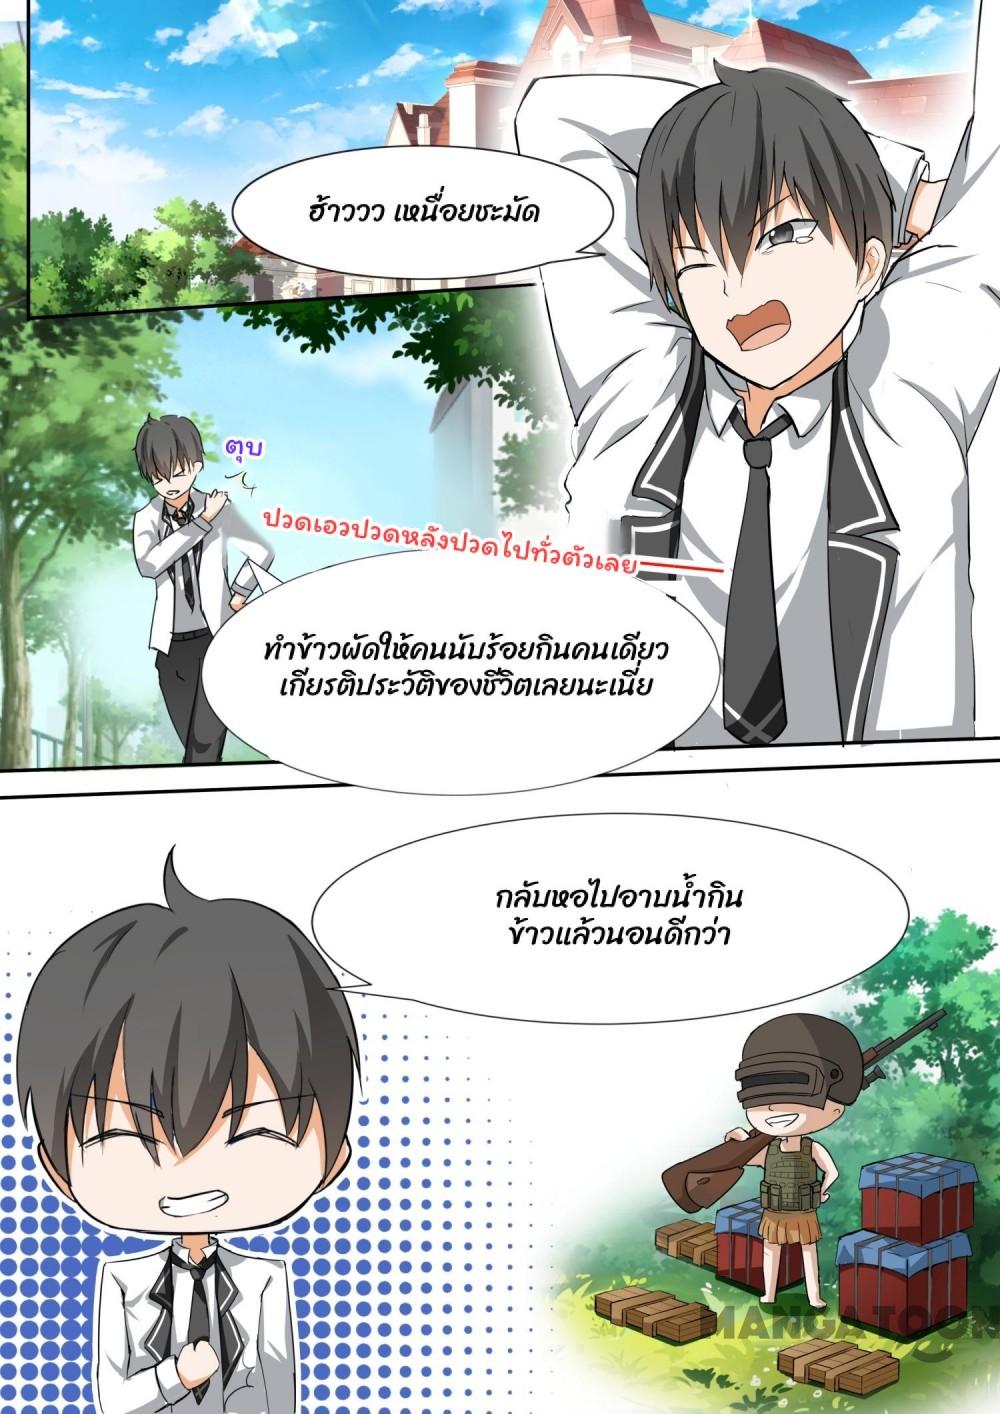 ฮ้าววว เหนื่อยชะมัด
ตุบ
ปวดเอวปวดหลังปวดไปทั่วตัวเลย
ทำข้าวผัดให้คนนับร้อยกินคนเดียว
เกียรติประวัติของชีวิตเลยนะเนี่ย
กลับหอไปอาบน้ำกิน
ข้าวแล้วนอนดีกว่า
MANGATOON